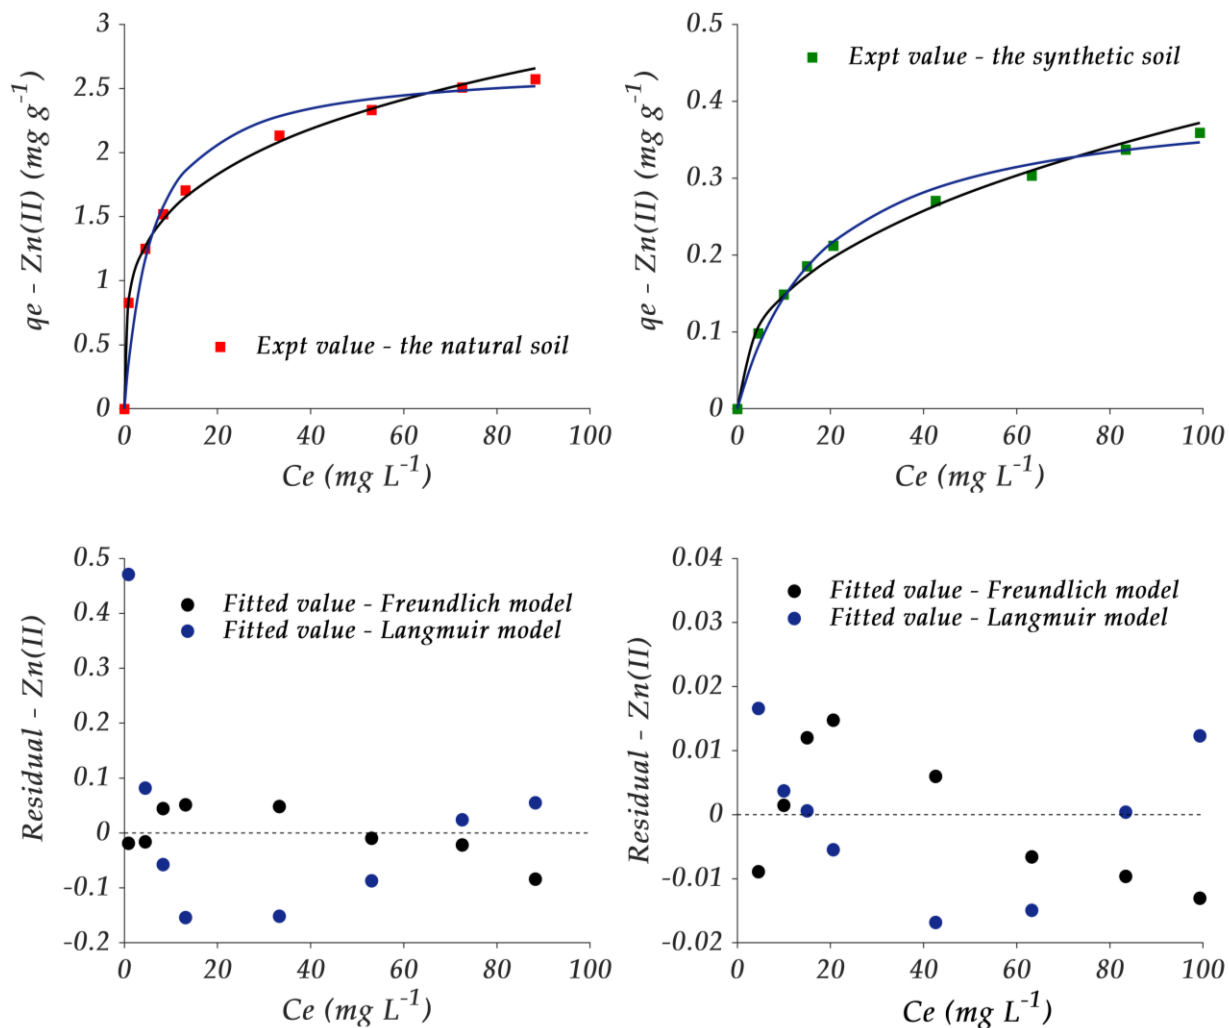 3
2.5
2
1.5
1
0.5
0
qe - Zn(II) (mg g⁻¹)
Expt value - the natural soil
0 20 40 60 80 100
Ce (mg L⁻¹)
0.5
0.4
0.3
0.2
0.1
0
qe - Zn(II) (mg g⁻¹)
Expt value - the synthetic soil
0 20 40 60 80 100
Ce (mg L⁻¹)
0.5
0.4
0.3
0.2
0.1
0
-0.1
-0.2
Residual - Zn(II)
Fitted value - Freundlich model
Fitted value - Langmuir model
0 20 40 60 80 100
Ce (mg L⁻¹)
0.04
0.03
0.02
0.01
0
-0.01
-0.02
Residual - Zn(II)
Fitted value - Freundlich model
Fitted value - Langmuir model
0 20 40 60 80 100
Ce (mg L⁻¹)